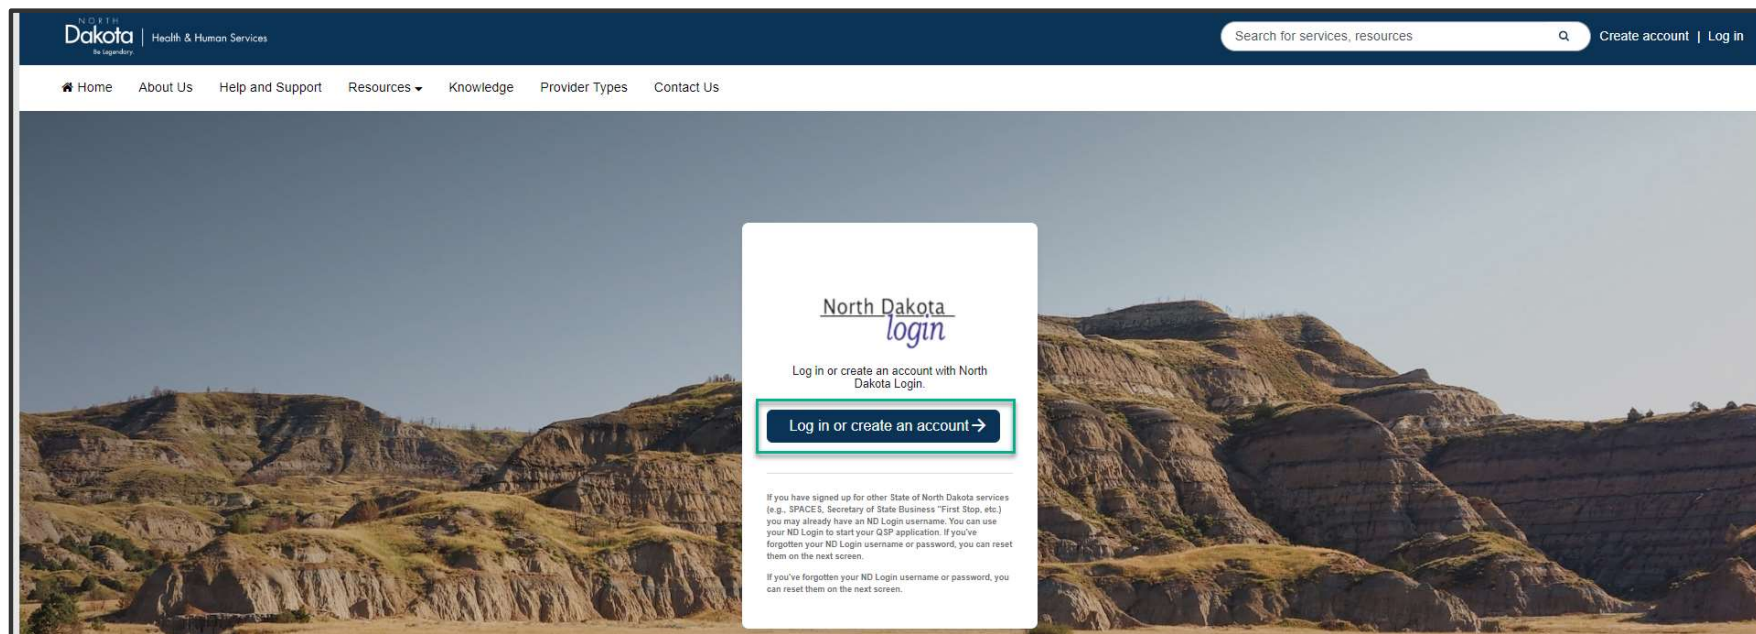 NORTH
Dakota | Health & Human Services
Be Legendary.
Search for services, resources
Create account | Log in
Home About Us Help and Support Resources Knowledge Provider Types Contact Us
North Dakota
login
Log in or create an account with North
Dakota Login.
Log in or create an account→
If you have signed up for other State of North Dakota services
(e.g., SPACES, Secretary of State Business "First Stop, etc.)
you may already have an ND Login username. You can use
your ND Login to start your QSP application. If you've
forgotten your ND Login username or password, you can reset
them on the next screen.
If you've forgotten your ND Login username or password, you
can reset them on the next screen.